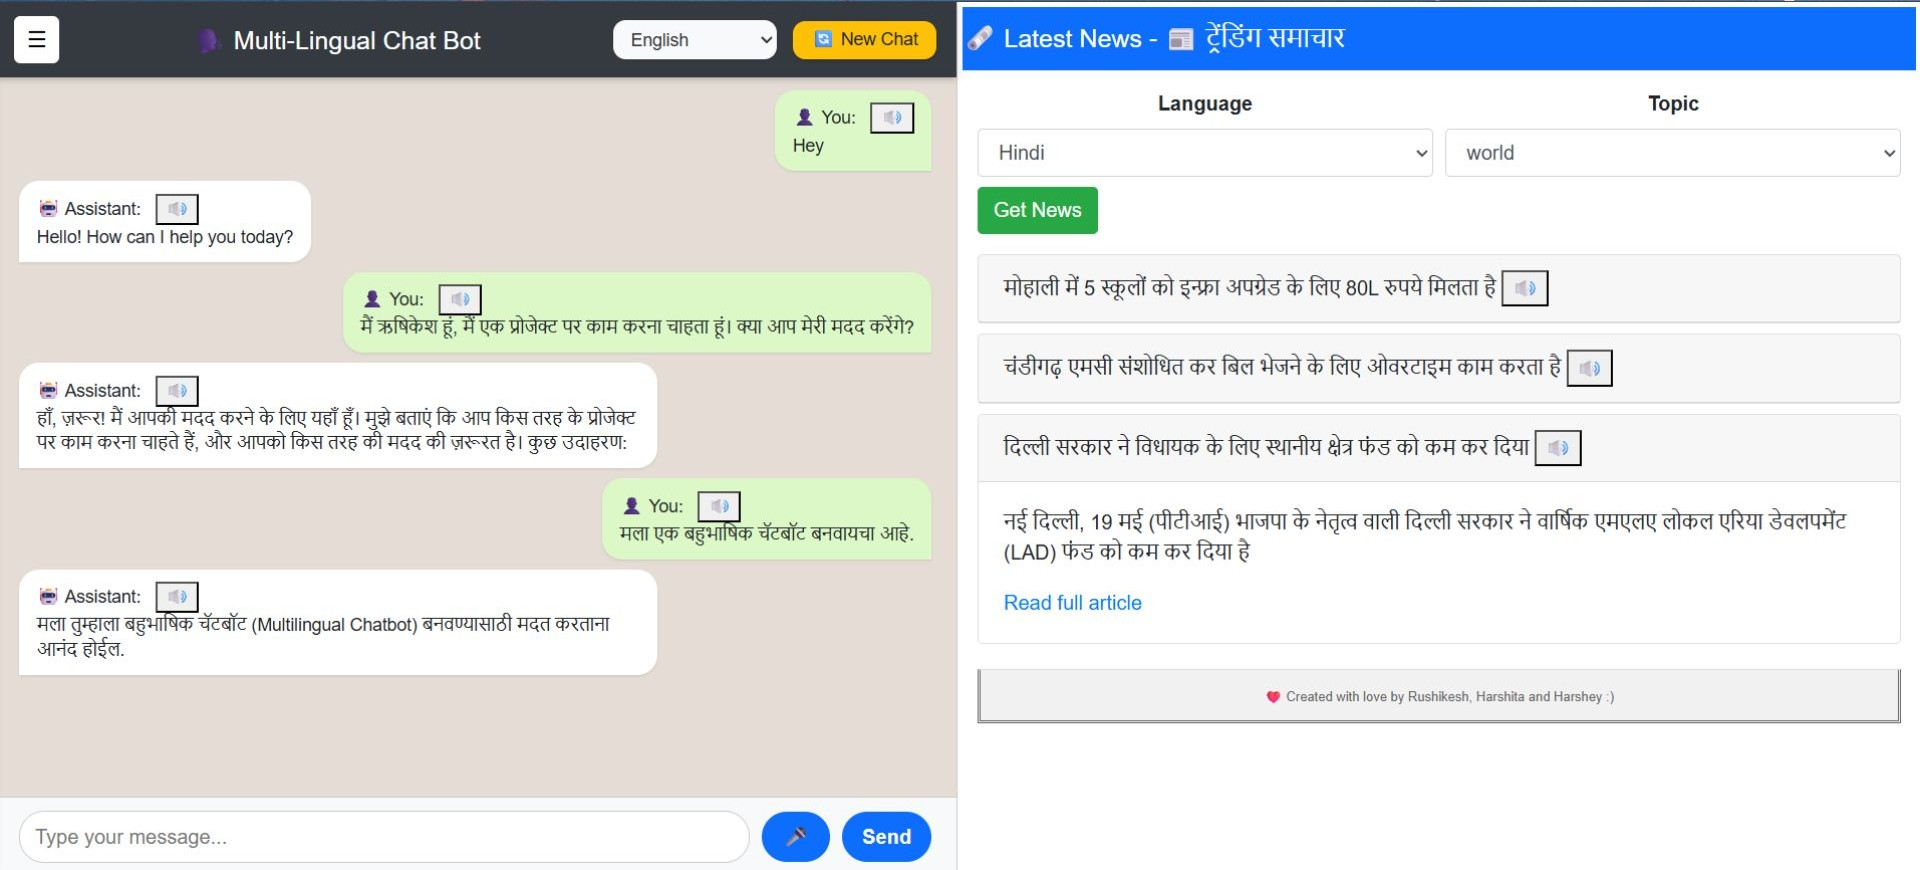 ☰
Multi-Lingual Chat Bot
English
New Chat
You:
Hey
Assistant:
Hello! How can I help you today?
You:
मैं ऋषिकेश हूं, मैं एक प्रोजेक्ट पर काम करना चाहता हूं। क्या आप मेरी मदद करेंगे?
Assistant:
हाँ, ज़रूर! मैं आपकी मदद करने के लिए यहाँ हूँ। मुझे बताएं कि आप किस तरह के प्रोजेक्ट
पर काम करना चाहते हैं, और आपको किस तरह की मदद की ज़रूरत है। कुछ उदाहरण:
You:
मला एक बहुभाषिक चॅटबॉट बनवायचा आहे.
Assistant:
मला तुम्हाला बहुभाषिक चॅटबॉट (Multilingual Chatbot) बनवण्यासाठी मदत करताना
आनंद होईल.
Type your message...
Send
Latest News - ट्रेंडिंग समाचार
Language
Topic
Hindi
world
Get News
मोहाली में 5 स्कूलों को इन्फ्रा अपग्रेड के लिए 80L रुपये मिलता है
चंडीगढ़ एमसी संशोधित कर बिल भेजने के लिए ओवरटाइम काम करता है
दिल्ली सरकार ने विधायक के लिए स्थानीय क्षेत्र फंड को कम कर दिया
नई दिल्ली, 19 मई (पीटीआई) भाजपा के नेतृत्व वाली दिल्ली सरकार ने वार्षिक एमएलए लोकल एरिया डेवलपमेंट
(LAD) फंड को कम कर दिया है
Read full article
Created with love by Rushikesh, Harshita and Harshey :)